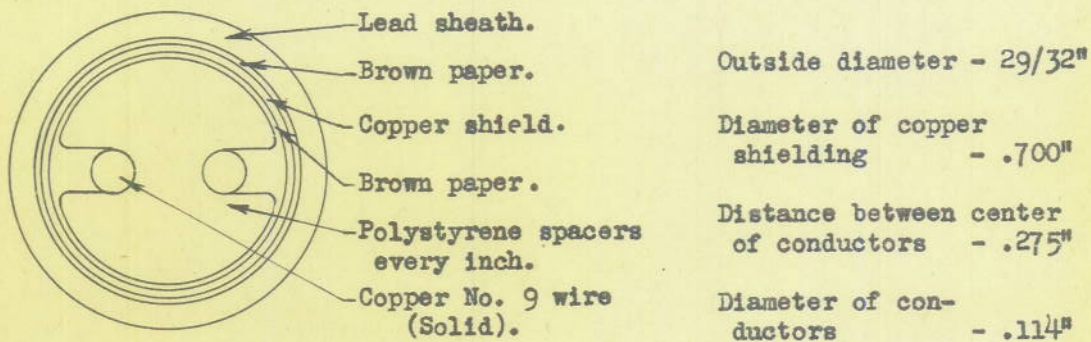 Lead sheath.
Brown paper.
Copper shield.
Brown paper.
Polystyrene spacers
every inch.
Copper No. 9 wire
(Solid).
Outside diameter - 29/32"
Diameter of copper
shielding - .700"
Distance between center
of conductors - .275"
Diameter of con-
ductors - .114"